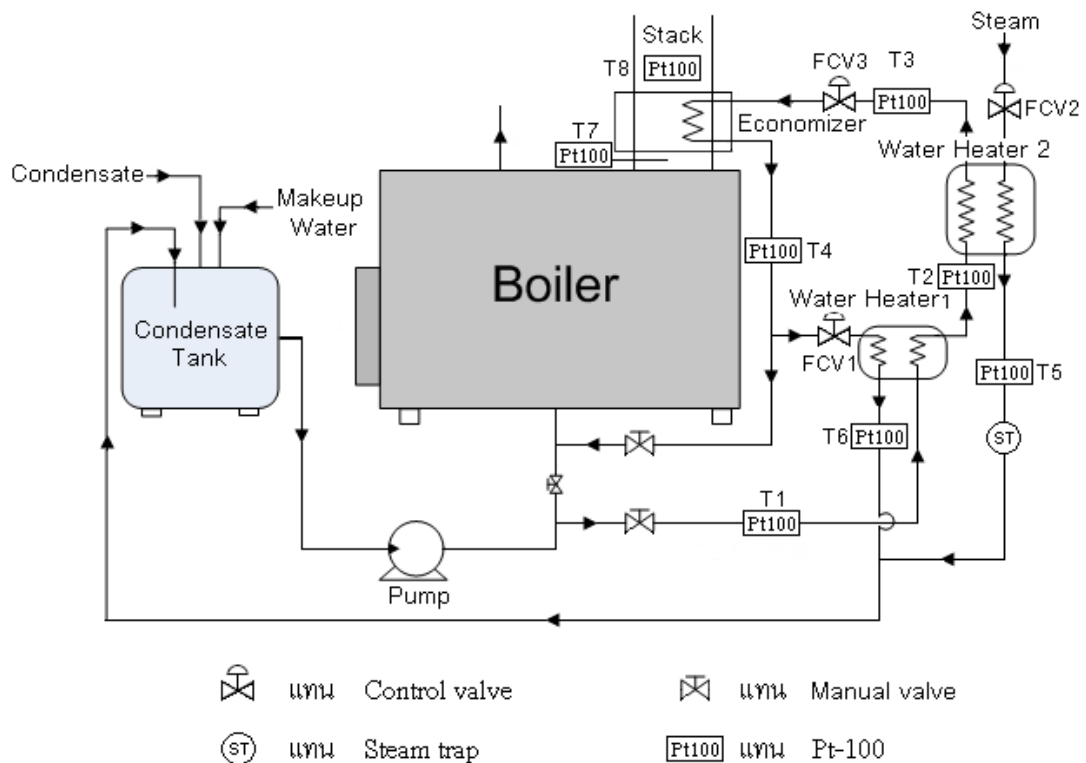 Steam
Stack
FCV3
T3
T8
Pt100
Pt100
FCV2
T7
Economizer
Pt100
Water Heater 2
Condensate
Makeup
Water
Pt100
T4
T2
Pt100
Boiler
Water Heater1
Condensate
Tank
FCV1
Pt100
T5
T6
Pt100
ST
T1
Pt100
Pump
แทน Control valve
แทน Manual valve
ST แทน Steam trap
Pt100 แทน Pt-100